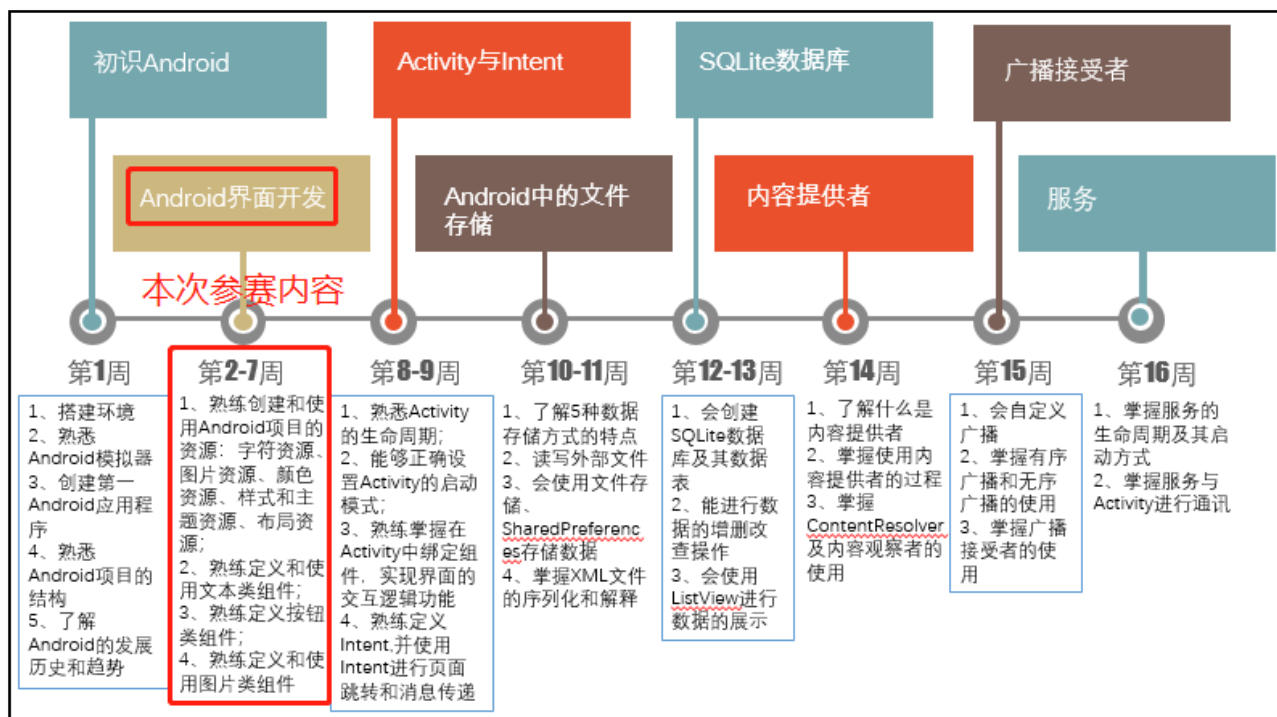 初识Android
Activity与Intent
SQLite数据库
广播接受者
Android界面开发
Android中的文件
存储
内容提供者
服务
本次参赛内容
第1周
第2-7周
第8-9周
第10-11周
第12-13周
第14周
第15周
第16周
1、搭建环境
2、熟悉
Android模拟器
3、创建第一
Android应用程
序
4、熟悉
Android项目的
结构
5、了解
Android的发展
历史和趋势
1、熟练创建和使
用Android项目的
资源：字符资源、
图片资源、颜色
资源、样式和主
题资源、布局资
源；
2、熟练定义和使
用文本类组件；
3、熟练定义按钮
类组件；
4、熟练定义和使
用图片类组件
1、熟悉Activity
的生命周期；
2、能够正确设
置Activity的启动
模式；
3、熟练掌握在
Activity中绑定组
件，实现界面的
交互逻辑功能
4、熟练定义
Intent,并使用
Intent进行页面
跳转和消息传递
1、了解5种数据
存储方式的特点
2、读写外部文件
3、会使用文件存
储、
SharedPreferenc
es存储数据
4、掌握XML文件
的序列化和解释
1、会创建
SQLite数据
库及其数据
表
2、能进行数
据的增删改
查操作
3、会使用
ListView进行
数据的展示
1、了解什么是
内容提供者
2、掌握使用内
容提供者的过程
3、掌握
ContentResolver
及内容观察者的
使用
1、会自定义
广播
2、掌握有序
广播和无序
广播的使用
3、掌握广播
接受者的使
用
1、掌握服务的
生命周期及其启
动方式
2、掌握服务与
Activity进行通讯